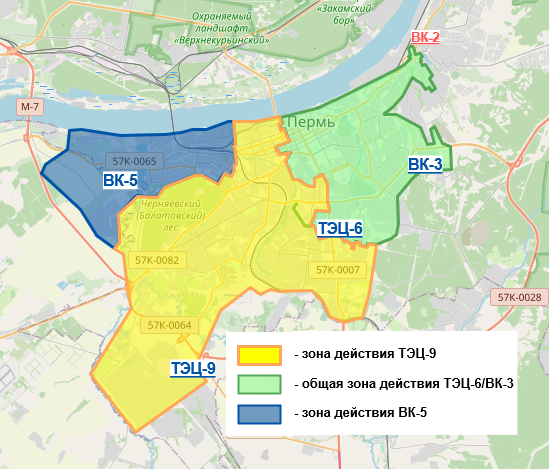 Охраняемый
ландшафт
«Верхнекурьинский»
«Закамский
бор»
ВК-2
М-7
Пермь
57К-0065
ВК-3
ВК-5
Черняевский
(Балатовский)
лес
ТЭЦ-6
57К-0082
57К-0007
57К-0028
57К-0064
ТЭЦ-9
- зона действия ТЭЦ-9
- общая зона действия ТЭЦ-6/ВК-3
- зона действия ВК-5